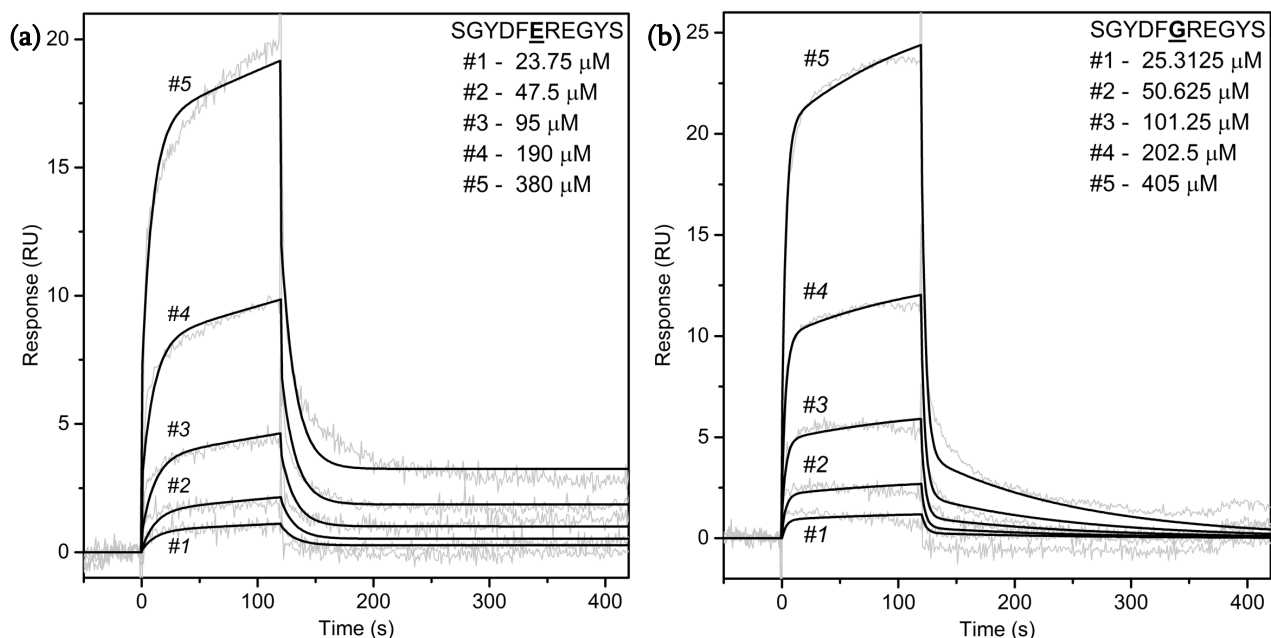 (a)
SGYDFEREGYS
#1 - 23.75 μM
#2 - 47.5 μM
#3 - 95 μM
#4 - 190 μM
#5 - 380 μM
#5
#4
#3
#2
#1
20
15
10
5
0
Response (RU)
0 100 200 300 400
Time (s)
(b)
SGYDFGREGYS
#1 - 25.3125 μM
#2 - 50.625 μM
#3 - 101.25 μM
#4 - 202.5 μM
#5 - 405 μM
#5
#4
#3
#2
#1
25
20
15
10
5
0
Response (RU)
0 100 200 300 400
Time (s)